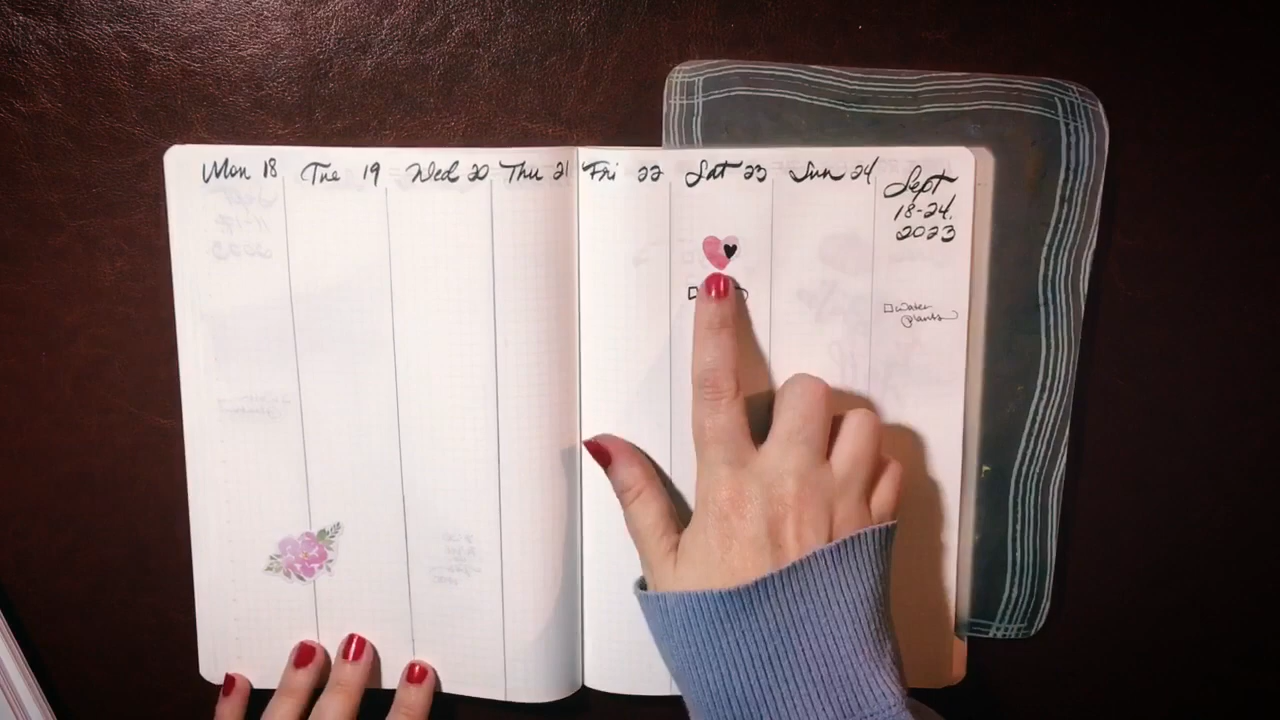 Mon 18
Tue 19
Wed 20
Thu 21
Fri 22
Sat 23
Sun 24
Sept
18-24.
2023
Water
plants